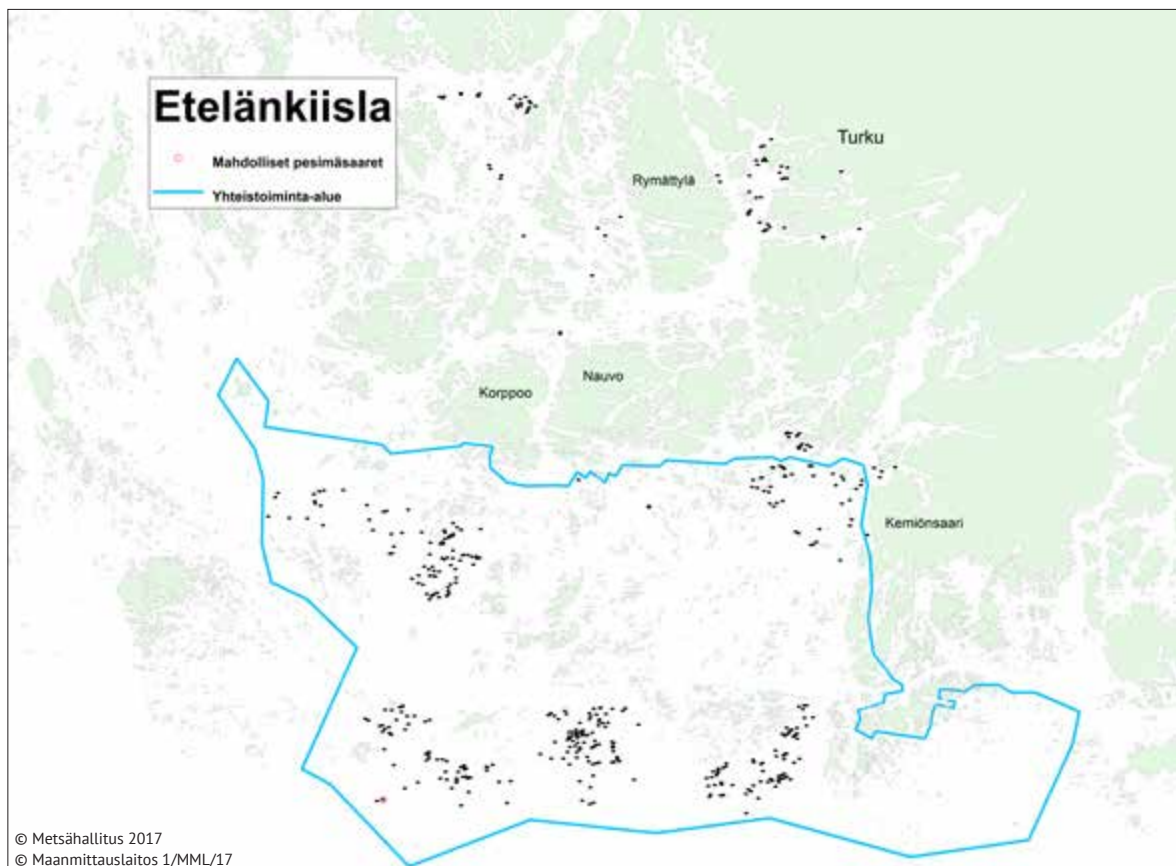 Etelänkiisla
Mahdolliset pesimäsaaret
Yhteistoiminta-alue
Turku
Rymättylä
Nauvo
Korppoo
Kemiönsaari
© Metsähallitus 2017
© Maanmittauslaitos 1/MML/17